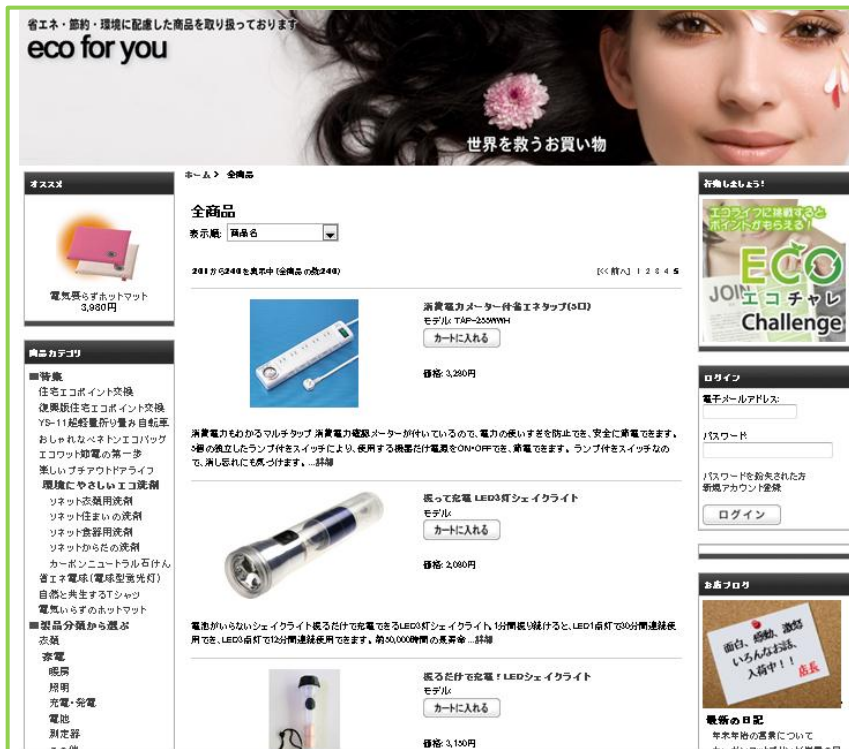 省エネ・節約・環境に配慮した商品を取り扱っております
eco for you
世界を救うお買い物
オススメ
電気要らずホットマット
3,980円
商品カテゴリ
■特集
住宅エコポイント交換
復興版住宅エコポイント交換
YS-11超軽量折り畳み自転車
おしゃれなベネトンエコバッグ
エコワット節電の第一歩
楽しいプチアウトドアライフ
環境にやさしいエコ洗剤
ソネット衣類用洗剤
ソネット住まいの洗剤
ソネット食器用洗剤
ソネットからだの洗剤
カーボンニュートラル石けん
省エネ電球(電球型蛍光灯)
自然と共生するTシャツ
電気いらずのホットマット
■製品分類から選ぶ
衣類
家電
暖房
照明
充電・発電
電池
測定器
その他
ホーム > 全商品
全商品
表示順: 商品名
201から240を表示中(全商品の数240)
[<< 前へ] 1 2 3 4 5
消費電力メーター付省エネタップ(5口)
モデル: TAP-255WWH
カートに入れる
価格: 3,280円
消費電力もわかるマルチタップ 消費電力確認メーターが付いているので、電力の使いすぎを防止でき、安全に節電できます。
5個の独立したランプ付きスイッチにより、使用する機器だけ電源をON・OFFでき、節電できます。ランプ付きスイッチなの
で、消し忘れにも気づけます。...詳細
振って充電 LED3灯シェイクライト
モデル:
カートに入れる
価格: 2,080円
電池がいらないシェイクライト振るだけで充電できるLED3灯シェイクライト。1分間振り続けると、LED1点灯で30分間連続使
用でき、LED3点灯で12分間連続使用できます。約50,000時間の長寿命 ...詳細
振るだけで充電!LEDシェイクライト
モデル:
カートに入れる
価格: 3,150円
行動しましょう!
エコライフに挑戦すると
ポイントがもらえる!
ECO
JOIN エコチャレ
Challenge
ログイン
電子メールアドレス:
パスワード:
パスワードを紛失された方
新規アカウント登録
ログイン
お店ブログ
面白、感動、激怒
いろんなお話、
入荷中!!
店長
最新の日記
年末年始の営業について